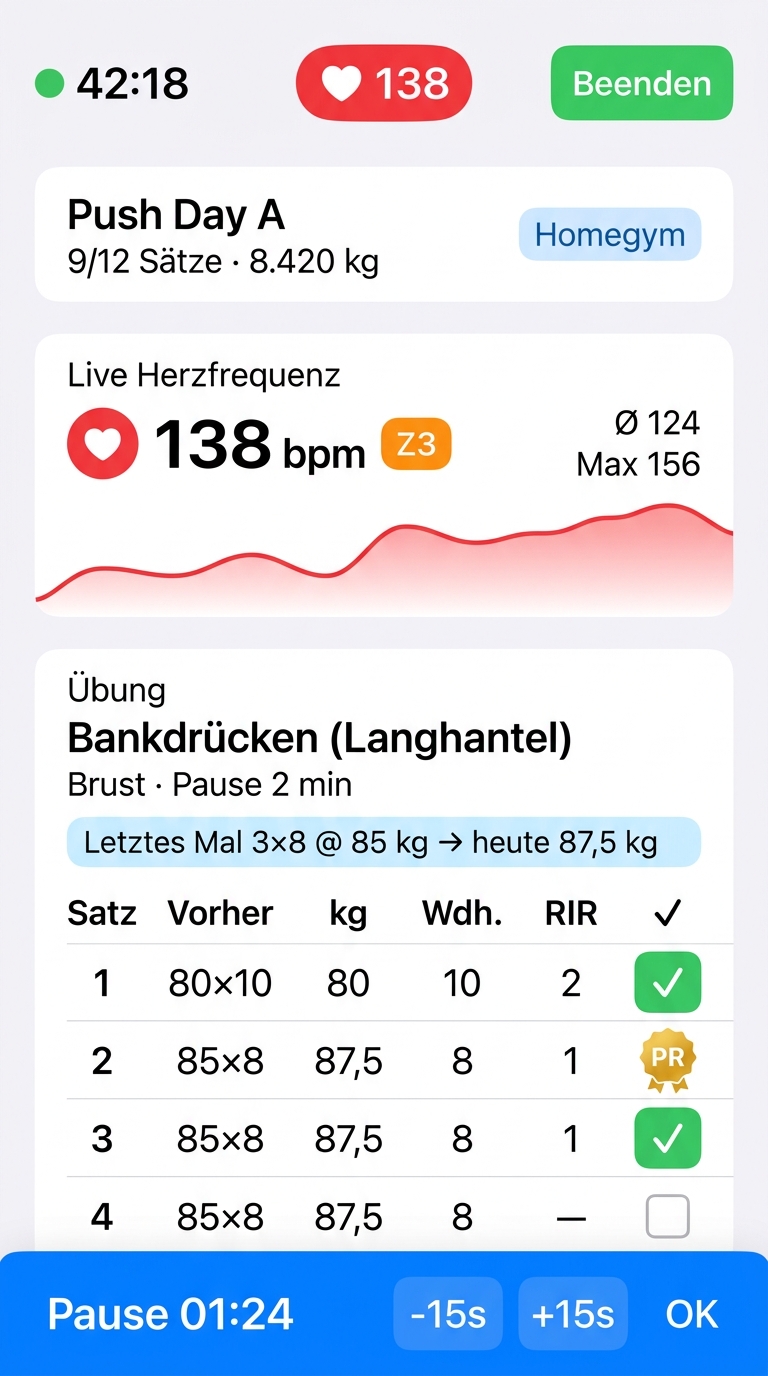 42:18 138 Beenden
Push Day A
9/12 Sätze · 8.420 kg
Homegym
Live Herzfrequenz
138 bpm Z3
Ø 124
Max 156
Übung
Bankdrücken (Langhantel)
Brust · Pause 2 min
Letztes Mal 3×8 @ 85 kg → heute 87,5 kg
Satz Vorher kg Wdh. RIR ✓
1 80×10 80 10 2 ✓
2 85×8 87,5 8 1 PR
3 85×8 87,5 8 1 ✓
4 85×8 87,5 8 —
Pause 01:24 -15s +15s OK